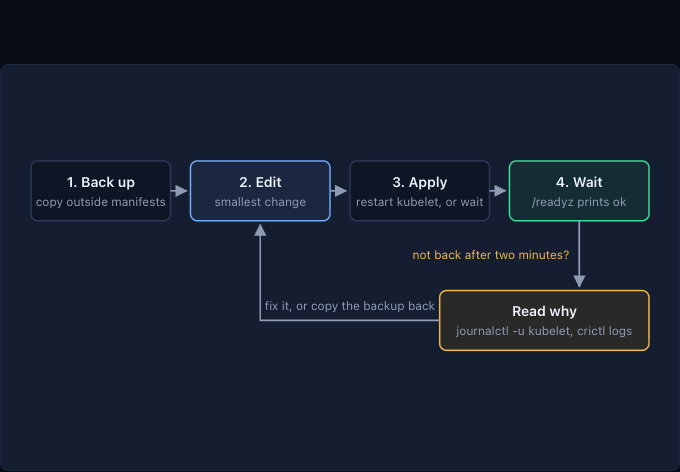 1. Back up
copy outside manifests
2. Edit
smallest change
3. Apply
restart kubelet, or wait
4. Wait
/readyz prints ok
not back after two minutes?
fix it, or copy the backup back
Read why
journalctl -u kubelet, crictl logs